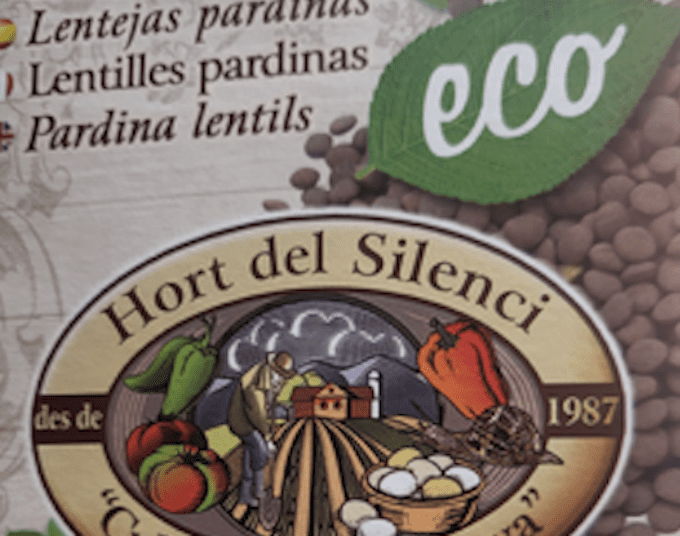 Lentejas pardinas
Lentilles pardinas
Pardina lentils
eco
Hort del Silenci
des de
1987